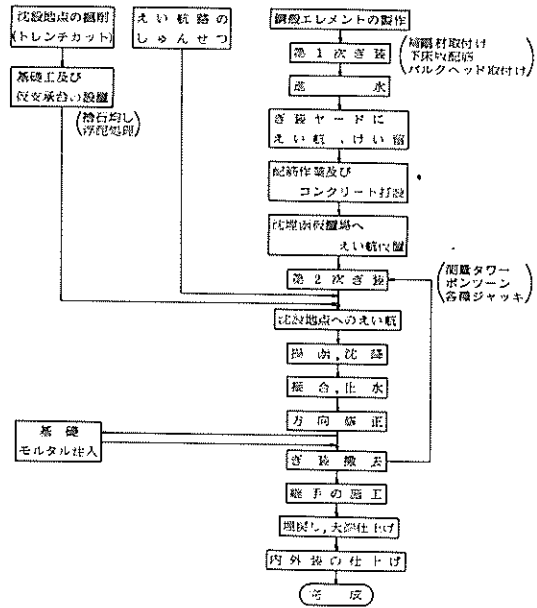 沈設地点の掘削
(トレンチカット)
えい航路の
しゅんせつ
鋼殻エレメントの製作
第1次ぎ装
補鋼材取付け
下床版配筋
バルクヘッド取付け
基礎工及び
仮支承台の設置
捨石均し
浮泥処理
進水
ぎ装ヤードに
えい航,けい留
配筋作業及び
コンクリート打設
沈埋函仮置場へ
えい航仮置
第2次ぎ装
測量タワー
ポンツーン
各種ジャッキ
沈設地点へのえい航
沈降
接合,止水
方向修正
基礎
モルタル注入
ぎ装撤去
継手の施工
埋戻し,
仕上げ
内外装の仕上げ
完成